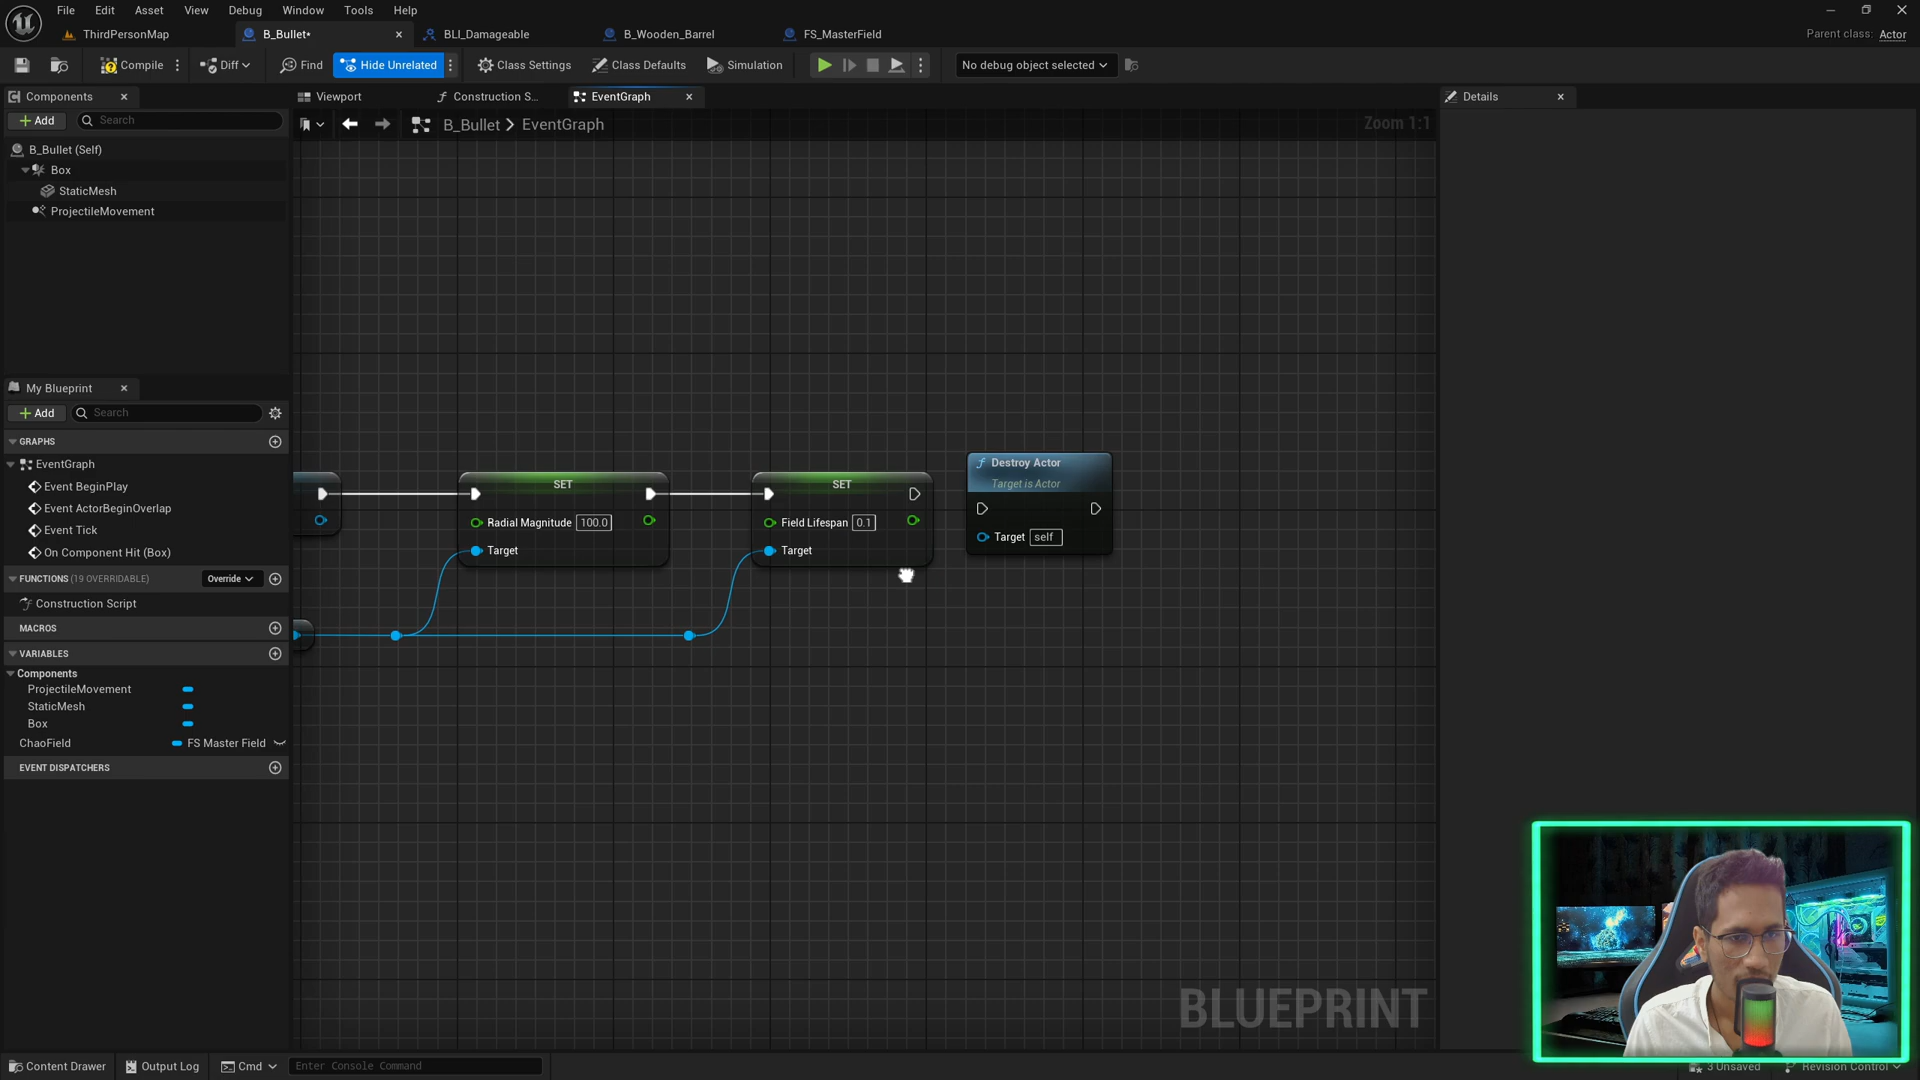 File Edit Asset View Debug Window Tools Help
ThirdPersonMap B_Bullet* BLI_Damageable B_Wooden_Barrel FS_MasterField Parent class: Actor
Compile Diff Find Hide Unrelated Class Settings Class Defaults Simulation No debug object selected
Components Viewport Construction S... EventGraph Details
Add Search B_Bullet > EventGraph Zoom 1:1
B_Bullet (Self)
Box
StaticMesh
ProjectileMovement
My Blueprint
Add Search
GRAPHS
EventGraph
Event BeginPlay
Event ActorBeginOverlap
Event Tick
On Component Hit (Box)
FUNCTIONS (19 OVERRIDABLE) Override
Construction Script
MACROS
VARIABLES
Components
ProjectileMovement
StaticMesh
Box
ChaoField FS Master Field
EVENT DISPATCHERS
SET
Radial Magnitude 100.0
Target
SET
Field Lifespan 0.1
Target
Destroy Actor
Target is Actor
Target self
BLUEPRINT
Content Drawer Output Log Cmd Enter Console Command 3 Unsaved Revision Control